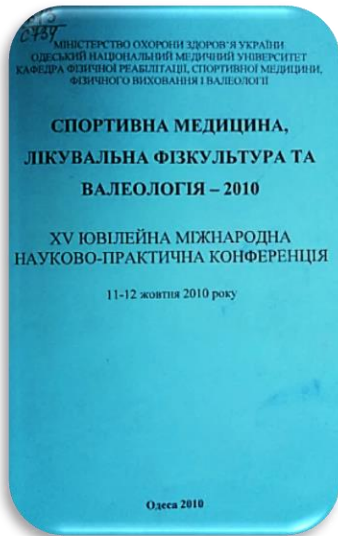 С734
МІНІСТЕРСТВО ОХОРОНИ ЗДОРОВ'Я УКРАЇНИ
ОДЕСЬКИЙ НАЦІОНАЛЬНИЙ МЕДИЧНИЙ УНІВЕРСИТЕТ
КАФЕДРА ФІЗИЧНОЇ РЕАБІЛІТАЦІЇ, СПОРТИВНОЇ МЕДИЦИНИ,
ФІЗИЧНОГО ВИХОВАННЯ І ВАЛЕОЛОГІЇ
СПОРТИВНА МЕДИЦИНА,
ЛІКУВАЛЬНА ФІЗКУЛЬТУРА ТА
ВАЛЕОЛОГІЯ – 2010
XV ЮВІЛЕЙНА МІЖНАРОДНА
НАУКОВО-ПРАКТИЧНА КОНФЕРЕНЦІЯ
11-12 жовтня 2010 року
Одеса 2010